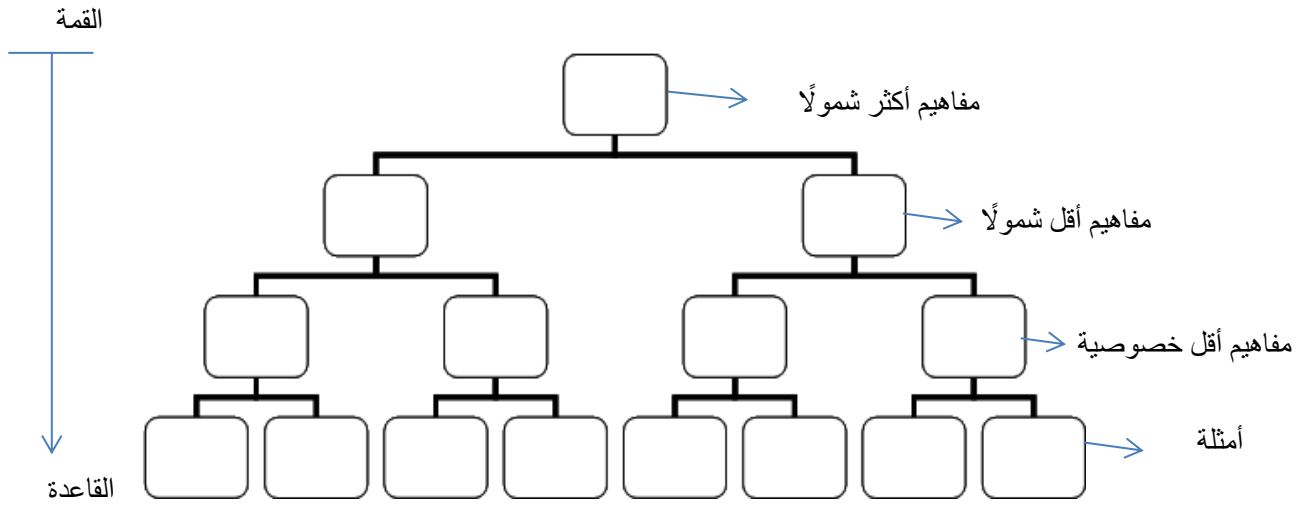 القمة
مفاهيم أكثر شمولًا
مفاهيم أقل شمولًا
مفاهيم أقل خصوصية
أمثلة
القاعدة